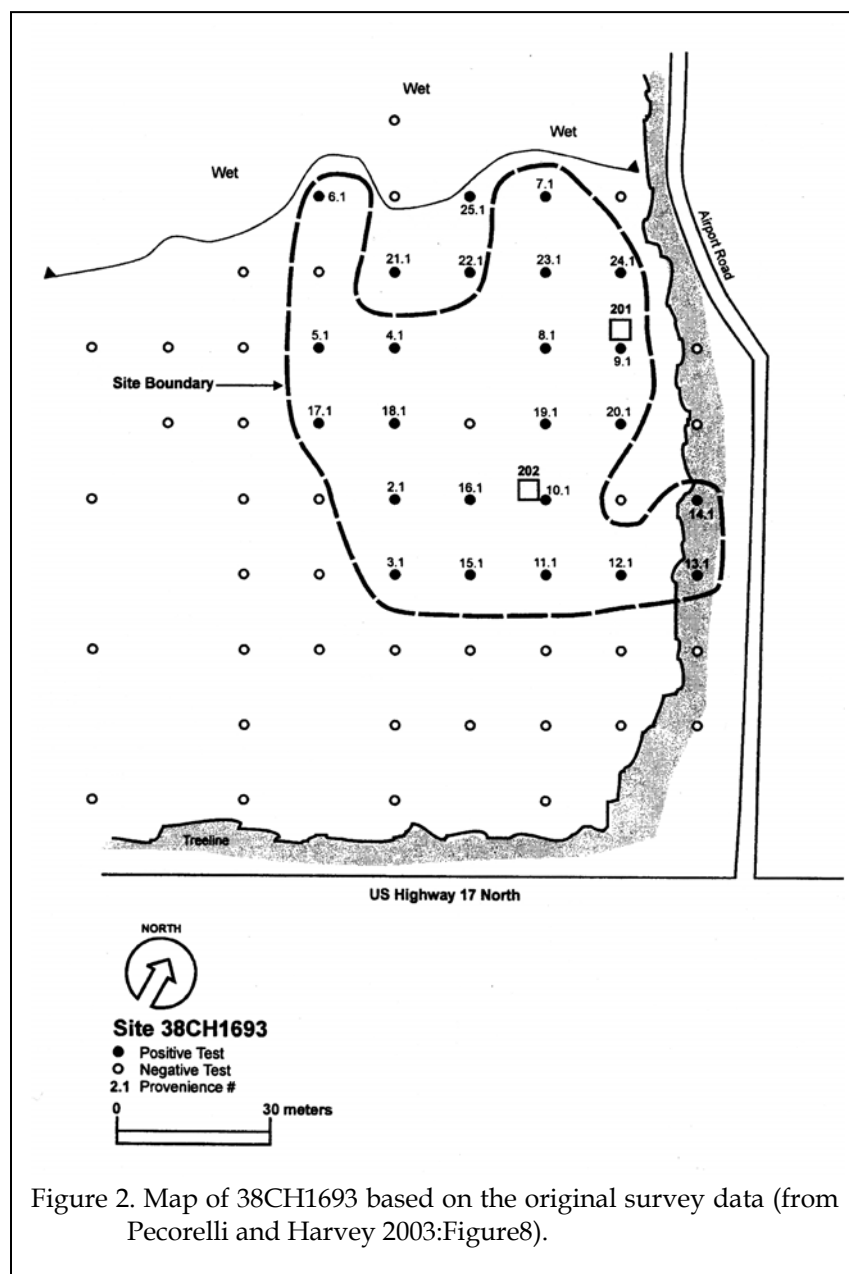 Wet
Wet
Wet
6.1
25.1
7.1
Airport Road
21.1
22.1
23.1
24.1
201
5.1
4.1
8.1
9.1
Site Boundary
17.1
18.1
19.1
20.1
202
2.1
16.1
10.1
14.1
3.1
15.1
11.1
12.1
13.1
Treeline
US Highway 17 North
NORTH
Site 38CH1693
Positive Test
Negative Test
2.1 Provenience #
0 30 meters
Figure 2. Map of 38CH1693 based on the original survey data (from
Pecorelli and Harvey 2003:Figure8).